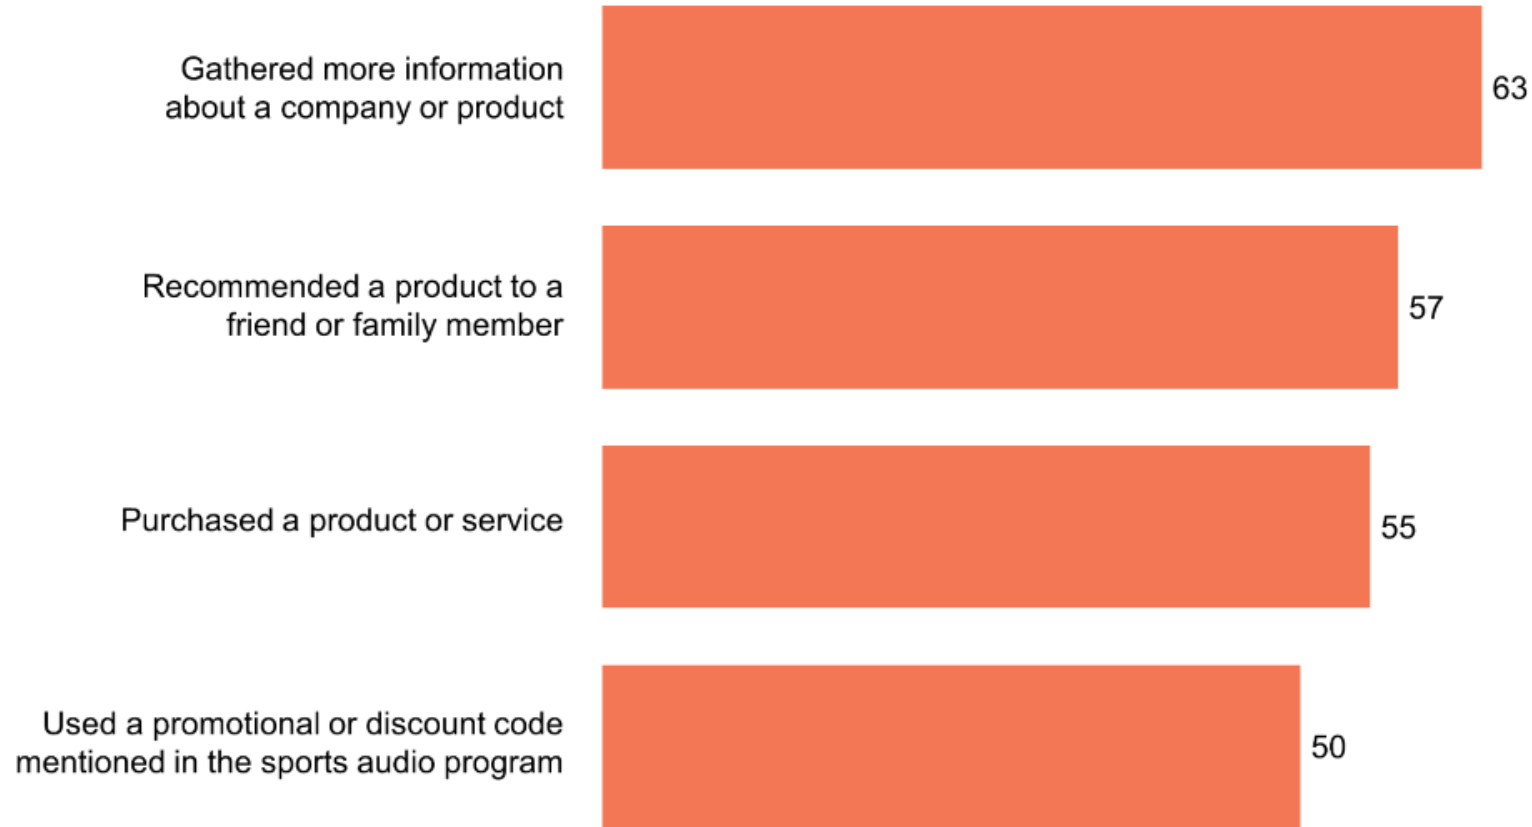 Gathered more information
about a company or product
63
Recommended a product to a
friend or family member
57
Purchased a product or service
55
Used a promotional or discount code
mentioned in the sports audio program
50